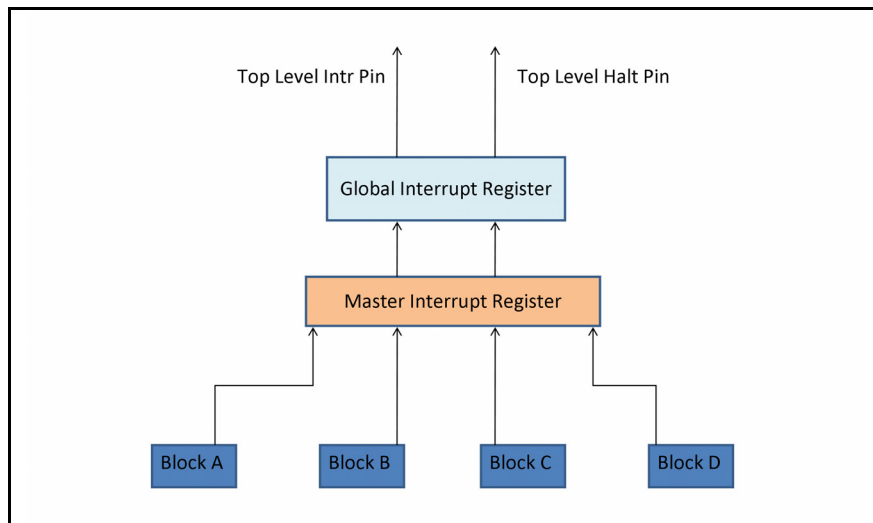 Top Level Intr Pin
Top Level Halt Pin
Global Interrupt Register
Master Interrupt Register
Block A
Block B
Block C
Block D